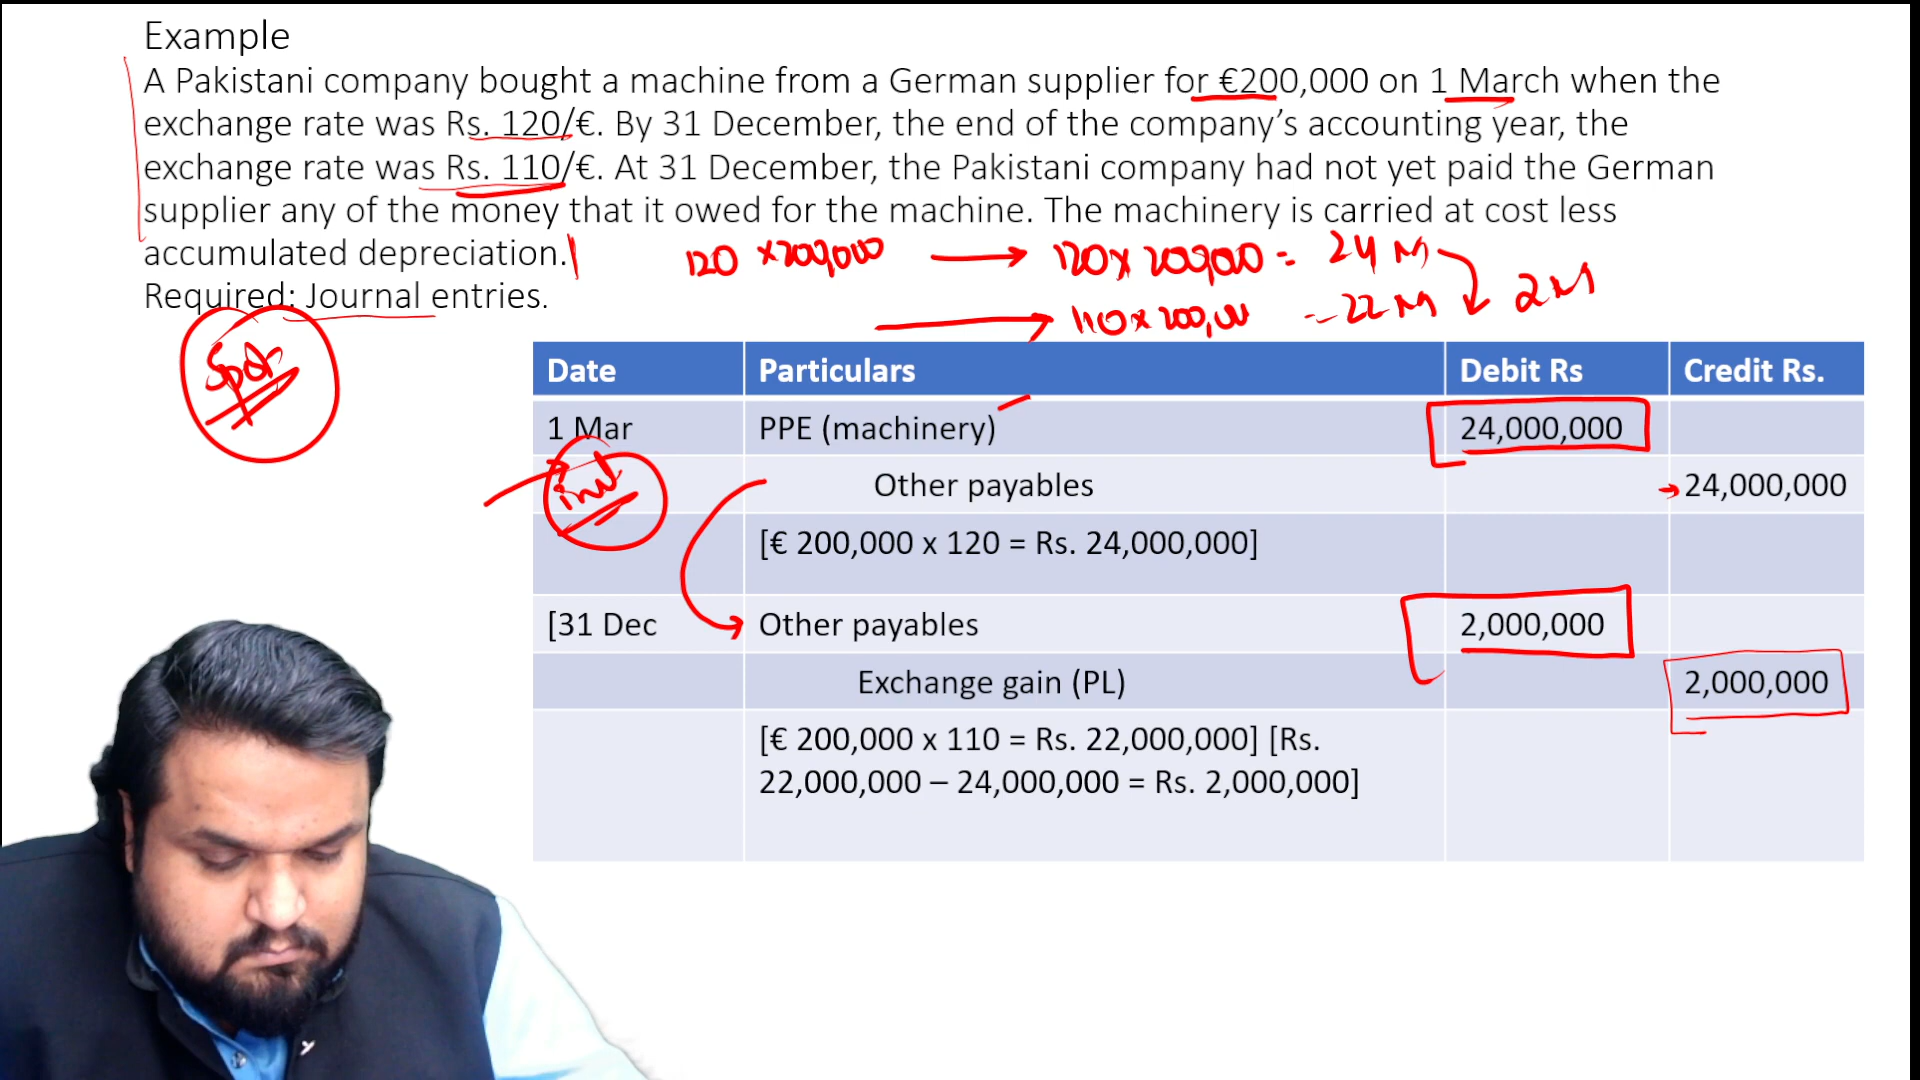 Example
A Pakistani company bought a machine from a German supplier for €200,000 on 1 March when the
exchange rate was Rs. 120/€. By 31 December, the end of the company’s accounting year, the
exchange rate was Rs. 110/€. At 31 December, the Pakistani company had not yet paid the German
supplier any of the money that it owed for the machine. The machinery is carried at cost less
accumulated depreciation.
120 x 200,000 → 120 x 200,000 = 24 M
Required: Journal entries.
→ 110 x 200,00 = 22 M 2 M
Spot
Date Particulars Debit Rs Credit Rs.
1 Mar PPE (machinery) 24,000,000
Other payables 24,000,000
[€ 200,000 x 120 = Rs. 24,000,000]
[31 Dec Other payables 2,000,000
Exchange gain (PL) 2,000,000
[€ 200,000 x 110 = Rs. 22,000,000] [Rs.
22,000,000 – 24,000,000 = Rs. 2,000,000]